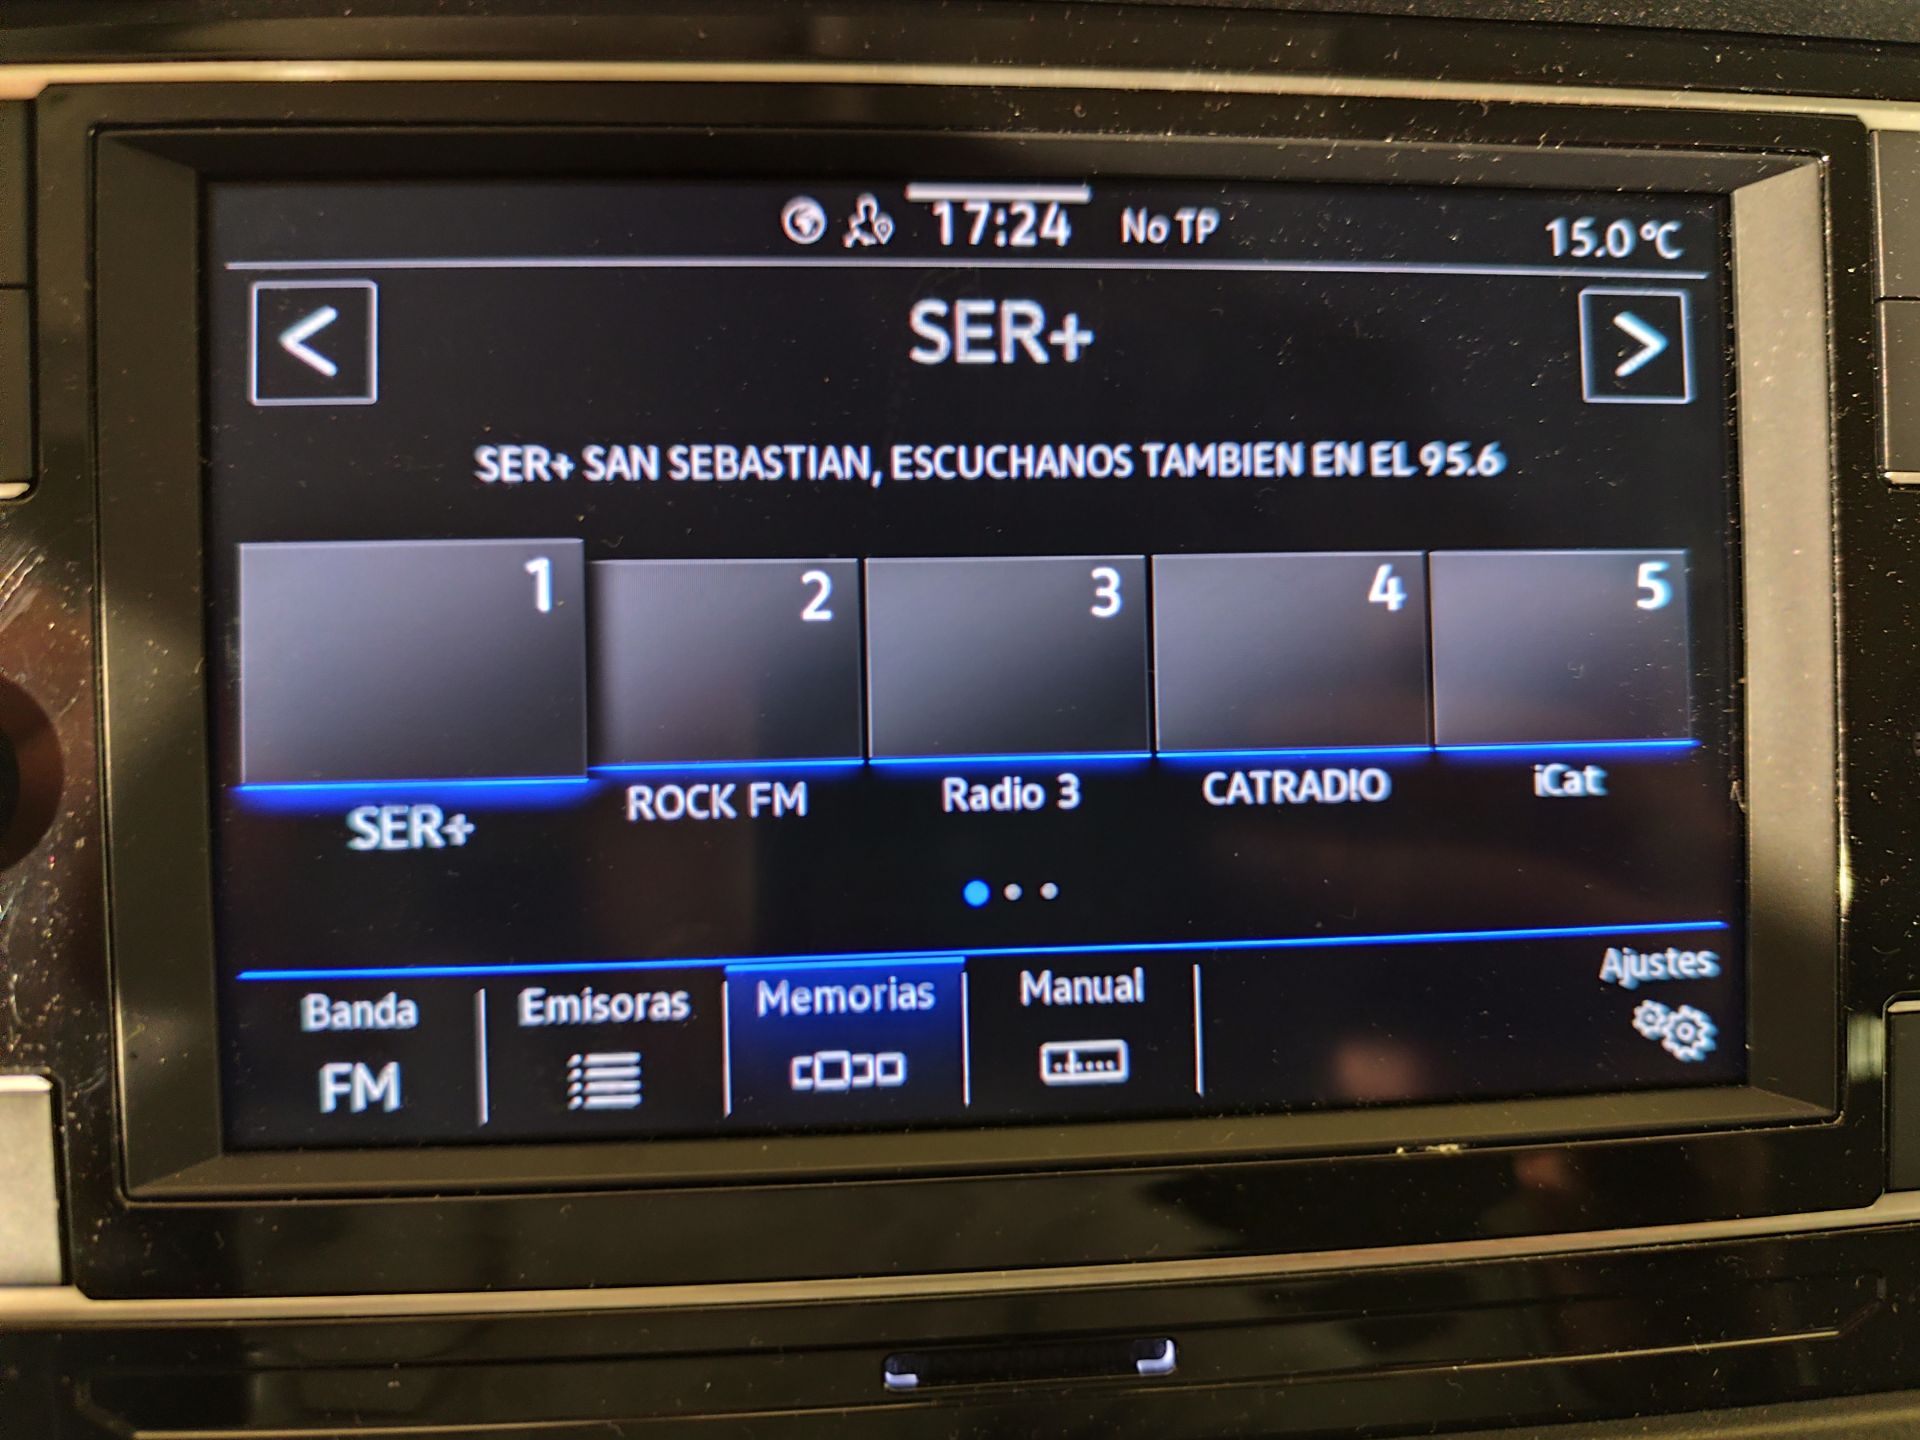 17:24 No TP 15.0 °C
<
SER+
>
SER+ SAN SEBASTIAN, ESCUCHANOS TAMBIEN EN EL 95.6
1 2 3 4 5
SER+ ROCK FM Radio 3 CATRADIO iCat
Banda Emisoras Memorias Manual Ajustes
FM